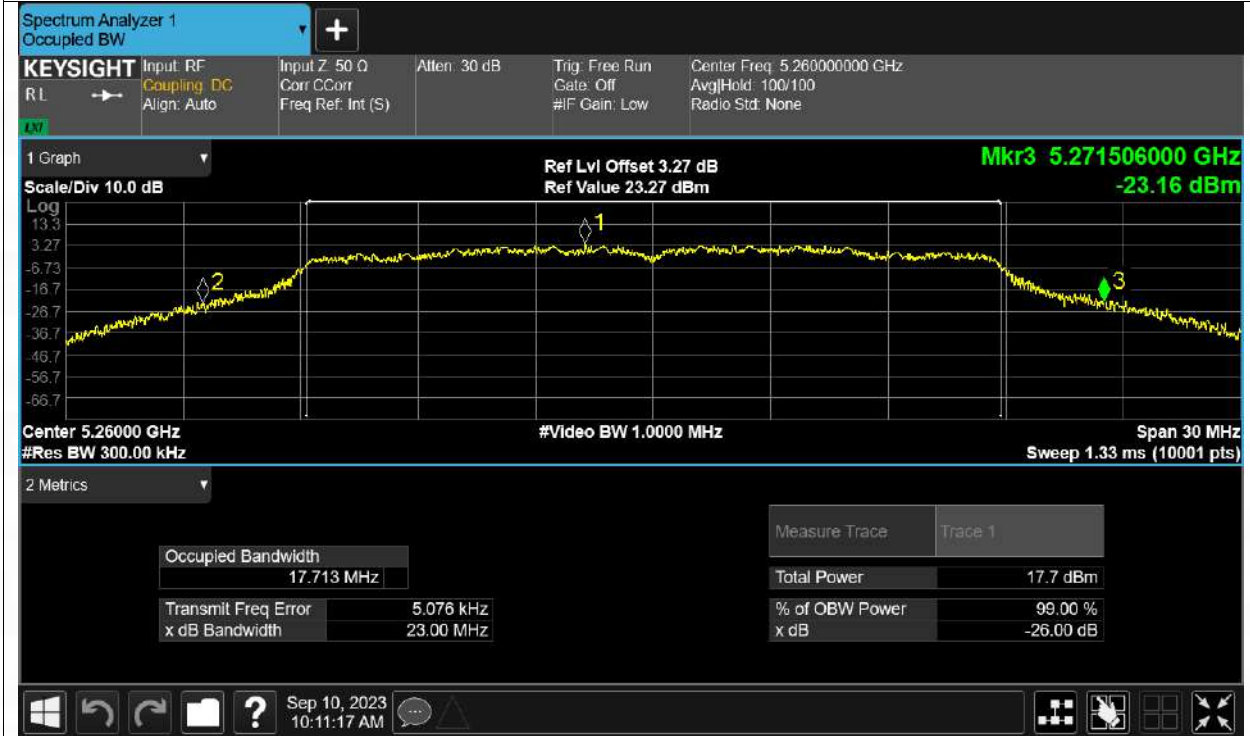 Spectrum Analyzer 1
Occupied BW
+
KEYSIGHT Input: RF Input Z: 50 Ω Atten: 30 dB Trig: Free Run Center Freq: 5.260000000 GHz
RL Coupling: DC Corr CCorr Gate: Off Avg|Hold: 100/100
Align: Auto Freq Ref: Int (S) #IF Gain: Low Radio Std: None
LXI
1 Graph Ref Lvl Offset 3.27 dB Mkr3 5.271506000 GHz
Scale/Div 10.0 dB Ref Value 23.27 dBm -23.16 dBm
Log
13.3
3.27
-6.73
-16.7
-26.7
-36.7
-46.7
-56.7
-66.7
1
2
3
Center 5.26000 GHz #Video BW 1.0000 MHz Span 30 MHz
#Res BW 300.00 kHz Sweep 1.33 ms (10001 pts)
2 Metrics
Measure Trace Trace 1
Occupied Bandwidth
17.713 MHz Total Power 17.7 dBm
Transmit Freq Error 5.076 kHz % of OBW Power 99.00 %
x dB Bandwidth 23.00 MHz x dB -26.00 dB
? Sep 10, 2023
10:11:17 AM